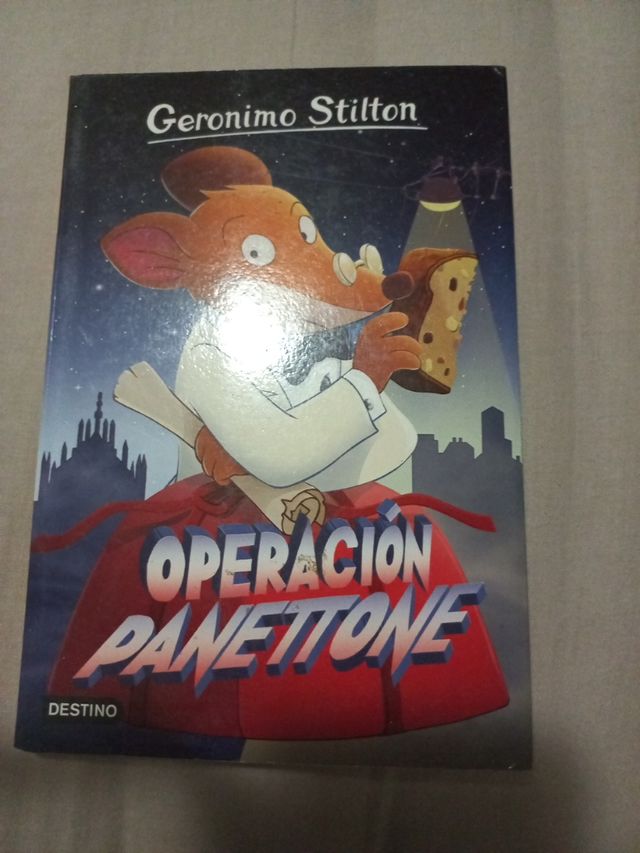 Geronimo Stilton
OPERACIÓN
PANETTONE
DESTINO